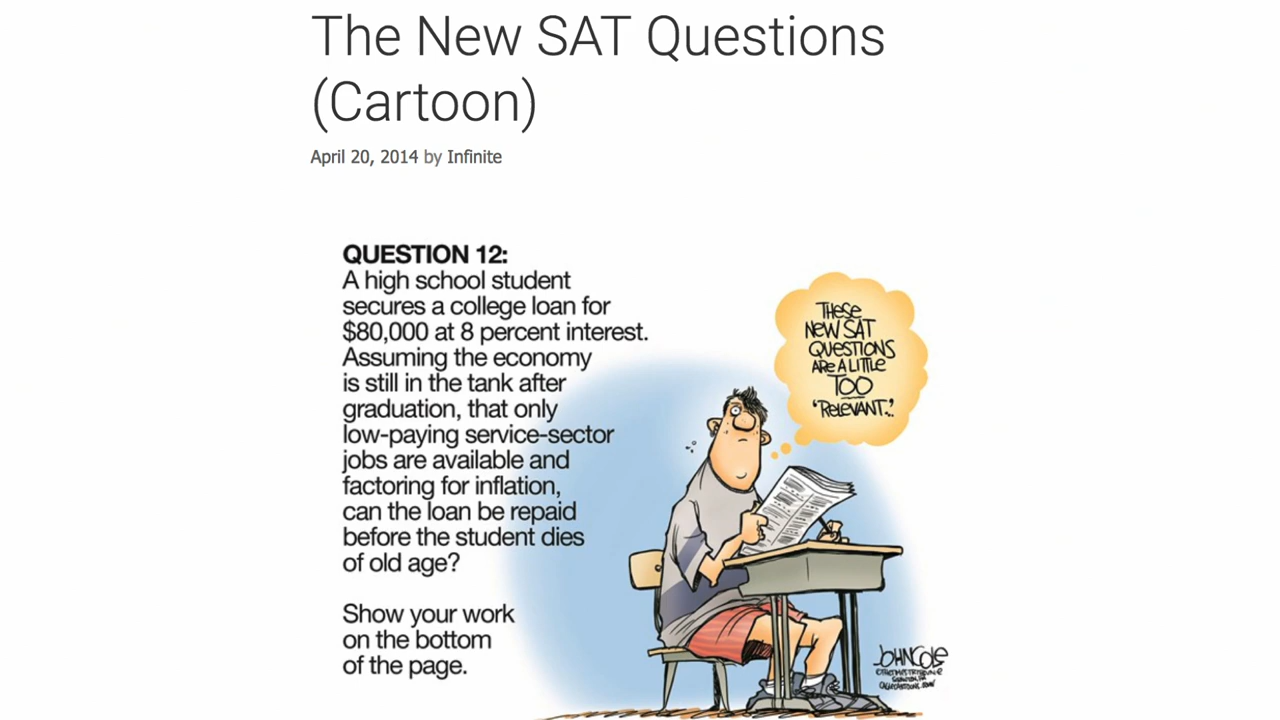 The New SAT Questions
(Cartoon)
April 20, 2014 by Infinite
QUESTION 12:
A high school student
secures a college loan for
$80,000 at 8 percent interest.
Assuming the economy
is still in the tank after
graduation, that only
low-paying service-sector
jobs are available and
factoring for inflation,
can the loan be repaid
before the student dies
of old age?
Show your work
on the bottom
of the page.
THESE
NEW SAT
QUESTIONS
ARE A LITTLE
TOO
"RELEVANT."
JOHN COLE